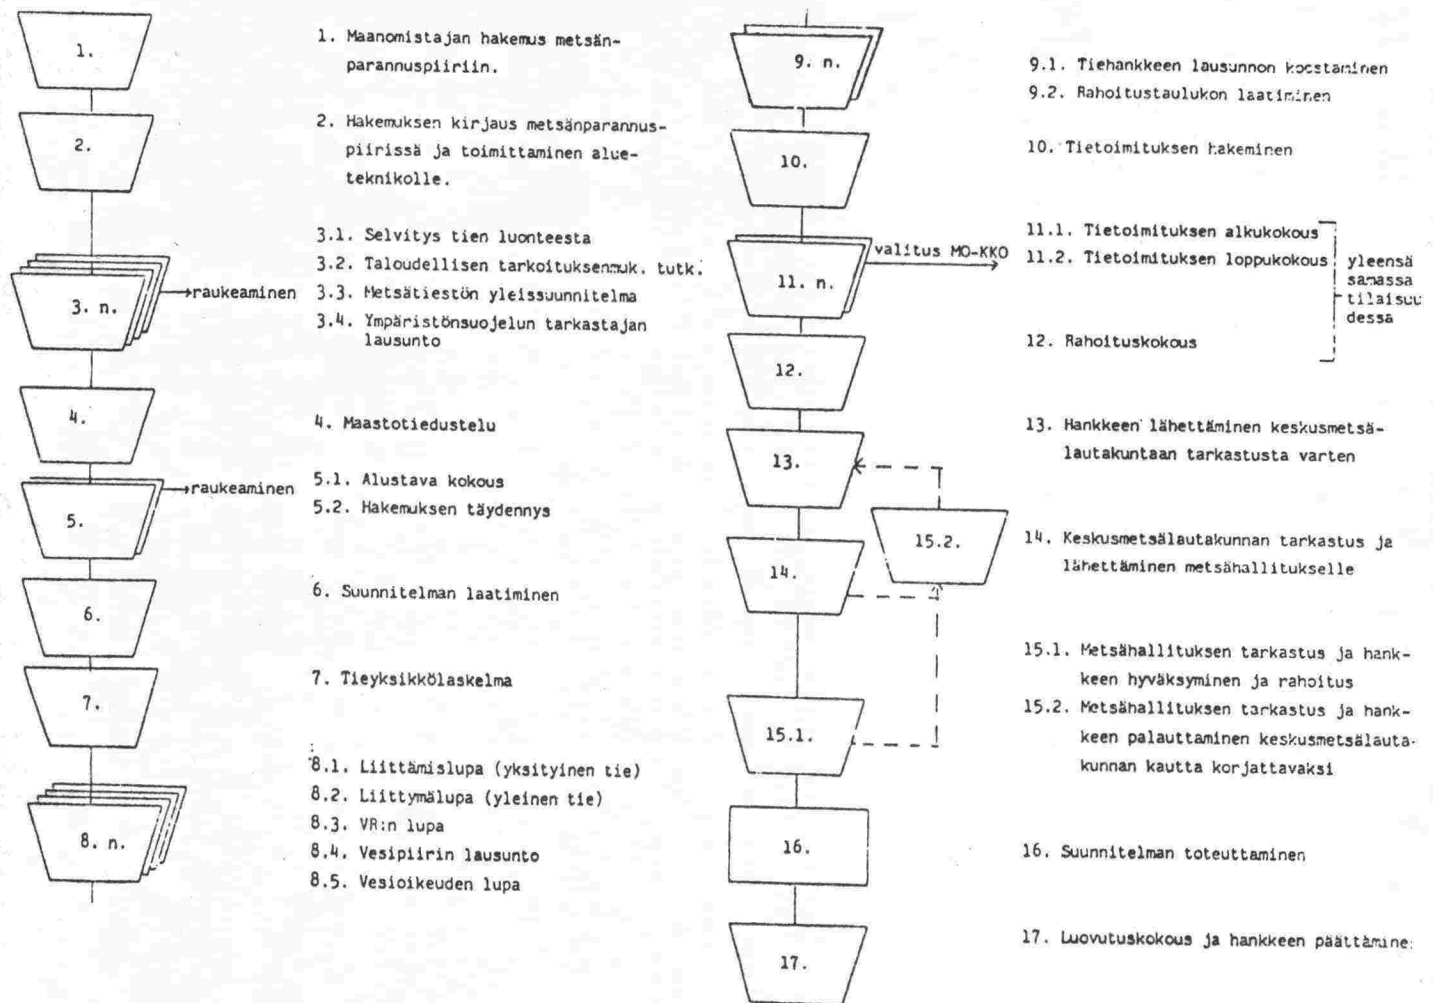 1.
1. Maanomistajan hakemus metsän-
parannuspiiriin.
2.
2. Hakemuksen kirjaus metsänparannus-
piirissä ja toimittaminen alue-
teknikolle.
3. n.
raukeaminen
3.1. Selvitys tien luonteesta
3.2. Taloudellisen tarkoituksenmuk. tutk.
3.3. Metsätiestön yleissuunnitelma
3.4. Ympäristönsuojelun tarkastajan
lausunto
4.
4. Maastotiedustelu
5.
raukeaminen
5.1. Alustava kokous
5.2. Hakemuksen täydennys
6.
6. Suunnitelman laatiminen
7.
7. Tieyksikkölaskelma
8. n.
8.1. Liittämislupa (yksityinen tie)
8.2. Liittymälupa (yleinen tie)
8.3. VR:n lupa
8.4. Vesipiirin lausunto
8.5. Vesioikeuden lupa
9. n.
9.1. Tiehankkeen lausunnon koostaminen
9.2. Rahoitustaulukon laatiminen
10.
10. Tietoimituksen hakeminen
11. n.
valitus MO-KKO
11.1. Tietoimituksen alkukokous
11.2. Tietoimituksen loppukokous
yleensä
samassa
tilaisuu
dessa
12.
12. Rahoituskokous
13.
13. Hankkeen lähettäminen keskusmetsä-
lautakuntaan tarkastusta varten
14.
15.2.
14. Keskusmetsälautakunnan tarkastus ja
lähettäminen metsähallitukselle
15.1.
15.1. Metsähallituksen tarkastus ja hank-
keen hyväksyminen ja rahoitus
15.2. Metsähallituksen tarkastus ja hank-
keen palauttaminen keskusmetsälauta-
kunnan kautta korjattavaksi
16.
16. Suunnitelman toteuttaminen
17.
17. Luovutuskokous ja hankkeen päättämine